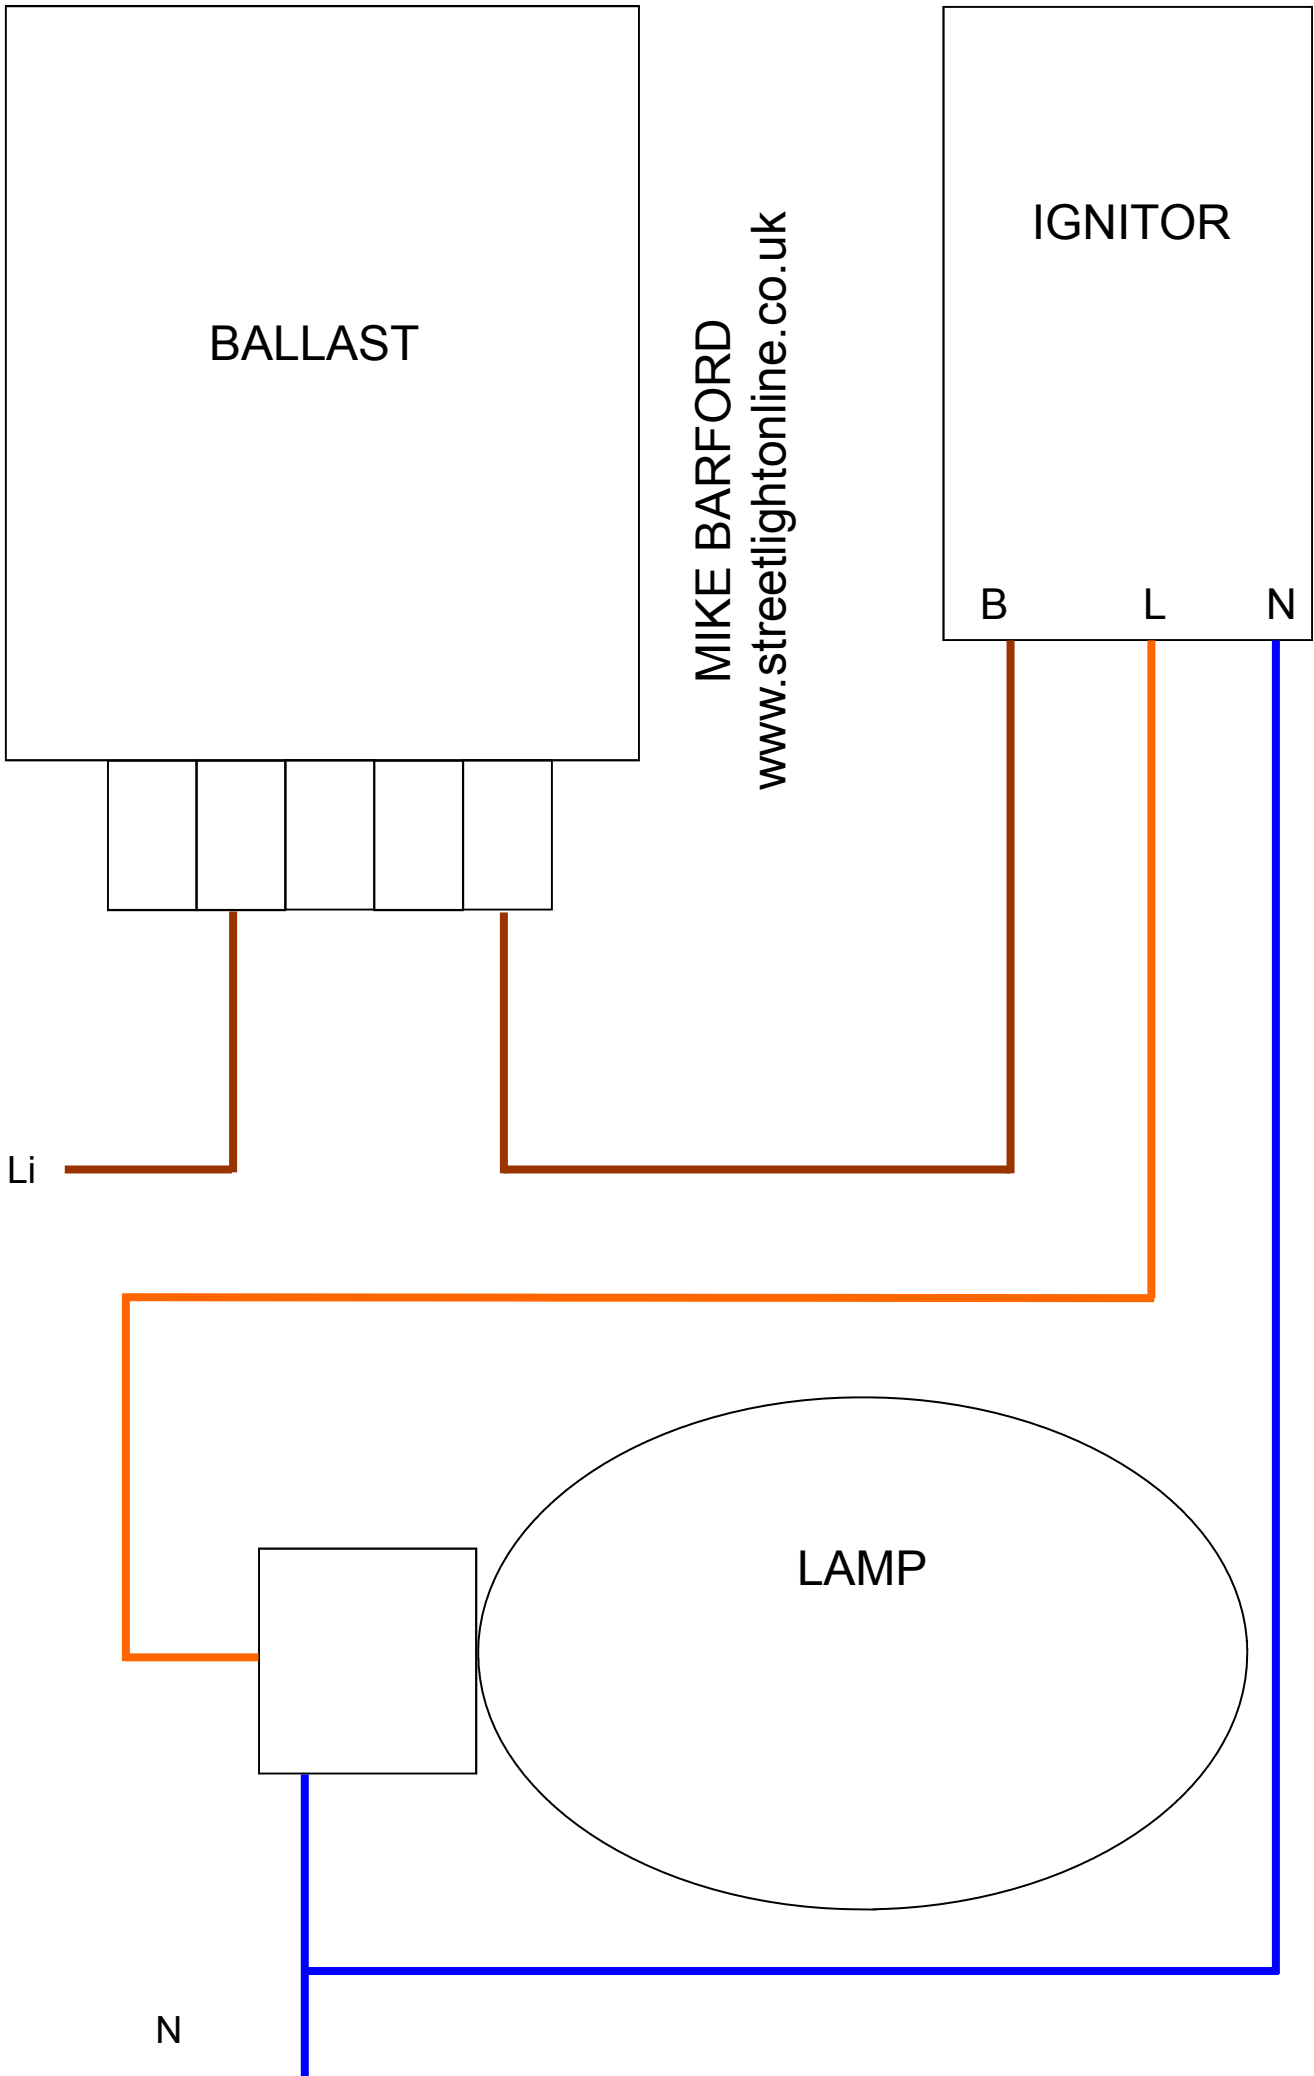 BALLAST
MIKE BARFORD
www.streetlightonline.co.uk
IGNITOR
B L N
Li
LAMP
N